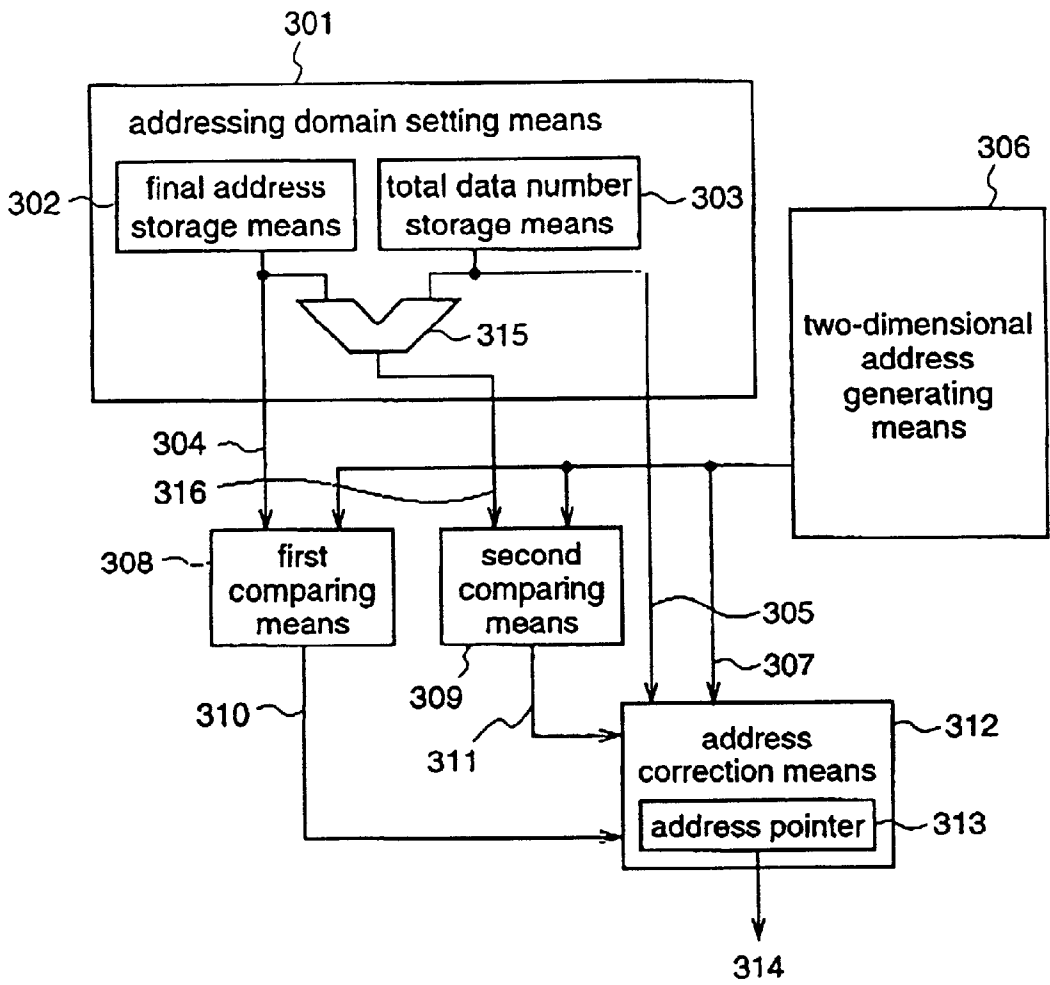 301
addressing domain setting means
306
302
final address
storage means
total data number
storage means
303
315
two-dimensional
address
generating
means
304
316
308
first
comparing
means
second
comparing
means
305
307
309
310
311
312
address
correction means
address pointer
313
314